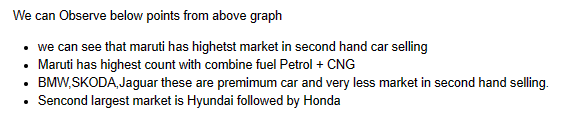 We can Observe below points from above graph
• we can see that maruti has highetst market in second hand car selling
• Maruti has highest count with combine fuel Petrol + CNG
• BMW,SKODA,Jaguar these are premimum car and very less market in second hand selling.
• Sencond largest market is Hyundai followed by Honda